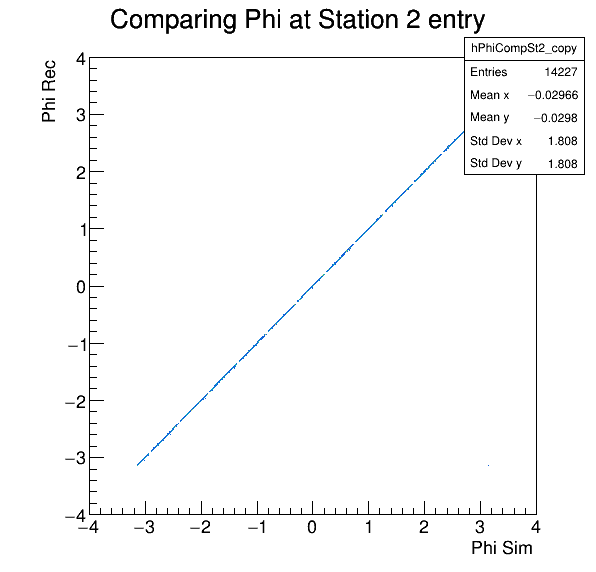 Comparing Phi at Station 2 entry
hPhiCompSt2_copy
Entries 14227
Mean x −0.02966
Mean y −0.0298
Std Dev x 1.808
Std Dev y 1.808
Phi Rec
4
3
2
1
0
−1
−2
−3
−4
−4 −3 −2 −1 0 1 2 3 4
Phi Sim